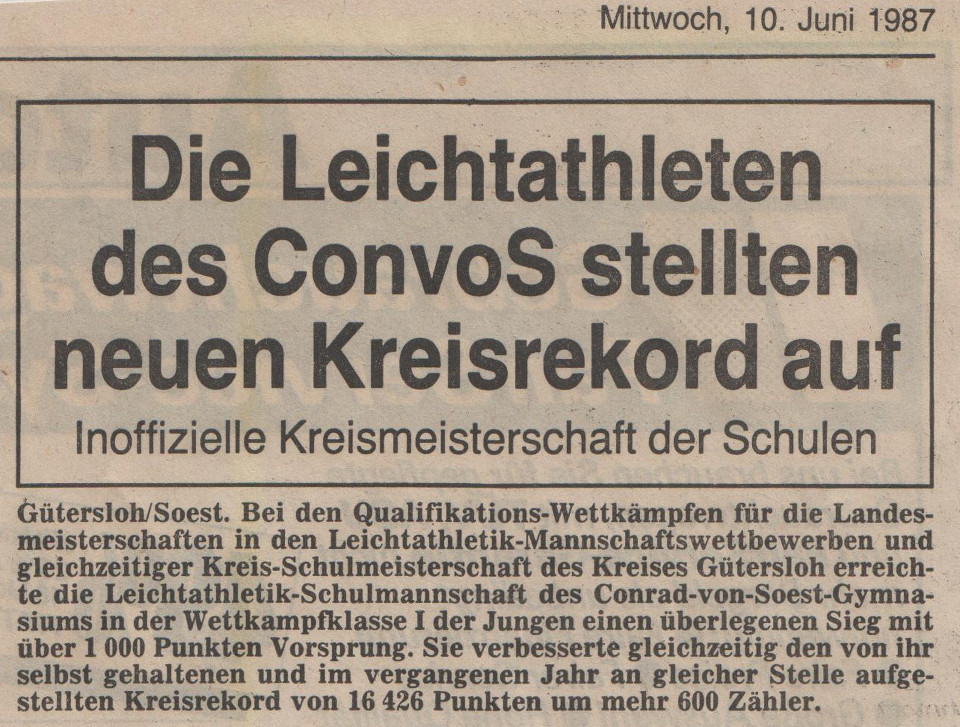 Mittwoch, 10. Juni 1987
Die Leichtathleten
des ConvoS stellten
neuen Kreisrekord auf
Inoffizielle Kreismeisterschaft der Schulen
Gütersloh/Soest. Bei den Qualifikations-Wettkämpfen für die Landes-
meisterschaften in den Leichtathletik-Mannschaftswettbewerben und
gleichzeitiger Kreis-Schulmeisterschaft des Kreises Gütersloh erreich-
te die Leichtathletik-Schulmannschaft des Conrad-von-Soest-Gymna-
siums in der Wettkampfklasse I der Jungen einen überlegenen Sieg mit
über 1 000 Punkten Vorsprung. Sie verbesserte gleichzeitig den von ihr
selbst gehaltenen und im vergangenen Jahr an gleicher Stelle aufge-
stellten Kreisrekord von 16 426 Punkten um mehr 600 Zähler.